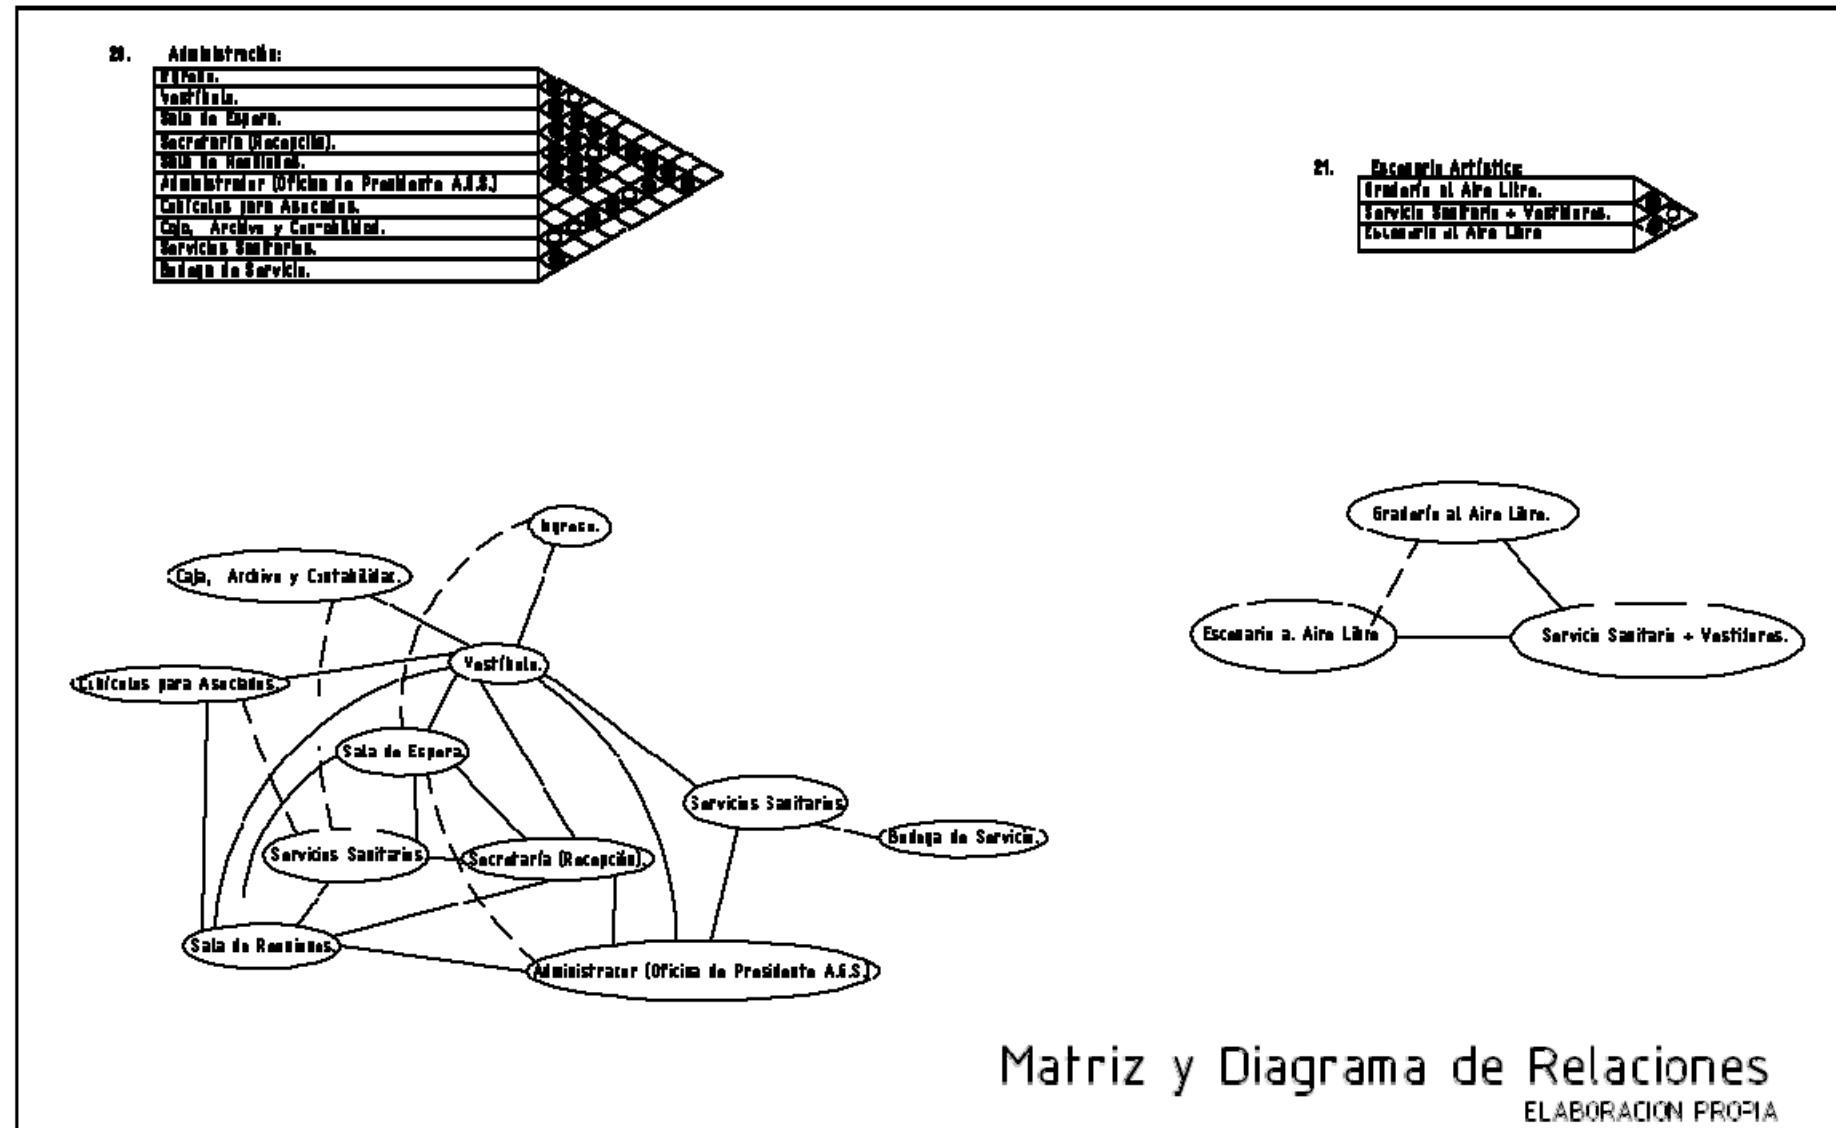 20. Administración:
Ingreso.
Vestíbulo.
Sala de Espera.
Secretaría (Recepción).
Sala de Reuniones.
Administrador (Oficina de Presidente A.G.S.)
Cubículos para Asociados.
Caja, Archivo y Contabilidad.
Servicios Sanitarios.
Bodega de Servicio.
21. Escenario Artístico:
Gradería al Aire Libre.
Servicio Sanitario + Vestidores.
Escenario al Aire Libre
Ingreso.
Caja, Archivo y Contabilidad.
Vestíbulo.
Cubículos para Asociados.
Sala de Espera.
Servicios Sanitarios
Bodega de Servicio.
Servicios Sanitarios
Secretaría (Recepción).
Sala de Reuniones.
Administrador (Oficina de Presidente A.G.S.)
Gradería al Aire Libre.
Escenario al Aire Libre
Servicio Sanitario + Vestidores.
Matriz y Diagrama de Relaciones
ELABORACION PROPIA